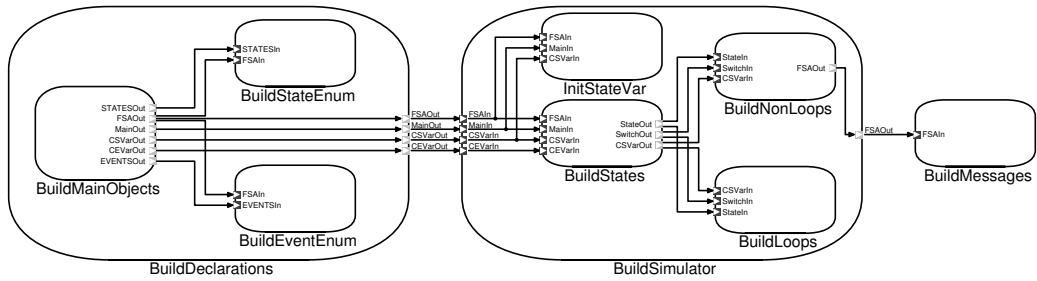 STATESOut
FSAOut
MainOut
CSVarOut
CEVarOut
EVENTSOut
BuildMainObjects
STATESIn
FSAIn
BuildStateEnum
FSAIn
EVENTSIn
BuildEventEnum
FSAOut
MainOut
CSVarOut
CEVarOut
BuildDeclarations
FSAIn
MainIn
CSVarIn
CEVarIn
FSAIn
MainIn
CSVarIn
InitStateVar
FSAIn
MainIn
CSVarIn
CEVarIn
StateOut
SwitchOut
CSVarOut
BuildStates
StateIn
SwitchIn
CSVarIn
FSAOut
BuildNonLoops
CSVarIn
SwitchIn
StateIn
BuildLoops
FSAOut
BuildSimulator
FSAIn
BuildMessages